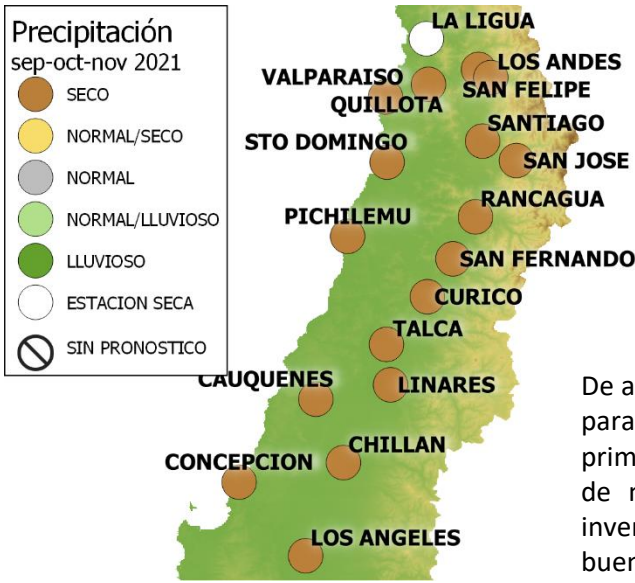 Precipitación
sep-oct-nov 2021
SECO
NORMAL/SECO
NORMAL
NORMAL/LLUVIOSO
LLUVIOSO
ESTACION SECA
SIN PRONOSTICO
LA LIGUA
LOS ANDES
VALPARAISO
SAN FELIPE
QUILLOTA
SANTIAGO
STO DOMINGO
SAN JOSE
RANCAGUA
PICHILEMU
SAN FERNANDO
CURICO
TALCA
CAUQUENES
LINARES
CHILLAN
CONCEPCION
LOS ANGELES
De a
para
prim
de
inver
buer